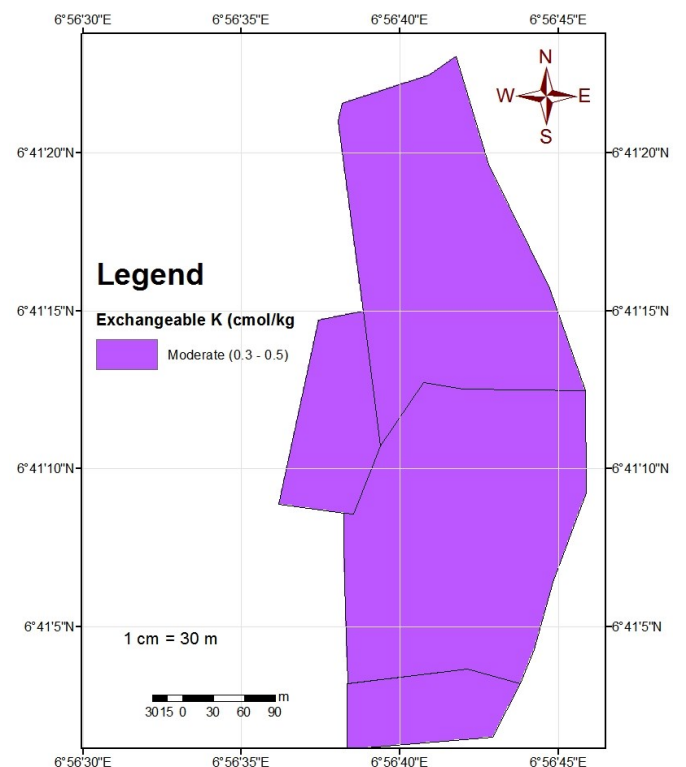 6°56'30"E 6°56'35"E 6°56'40"E 6°56'45"E
N
W E
S
6°41'20"N 6°41'20"N
Legend
6°41'15"N 6°41'15"N
Exchangeable K (cmol/kg
Moderate (0.3 - 0.5)
6°41'10"N 6°41'10"N
6°41'5"N 6°41'5"N
1 cm = 30 m
m
30 15 0 30 60 90
6°56'30"E 6°56'35"E 6°56'40"E 6°56'45"E